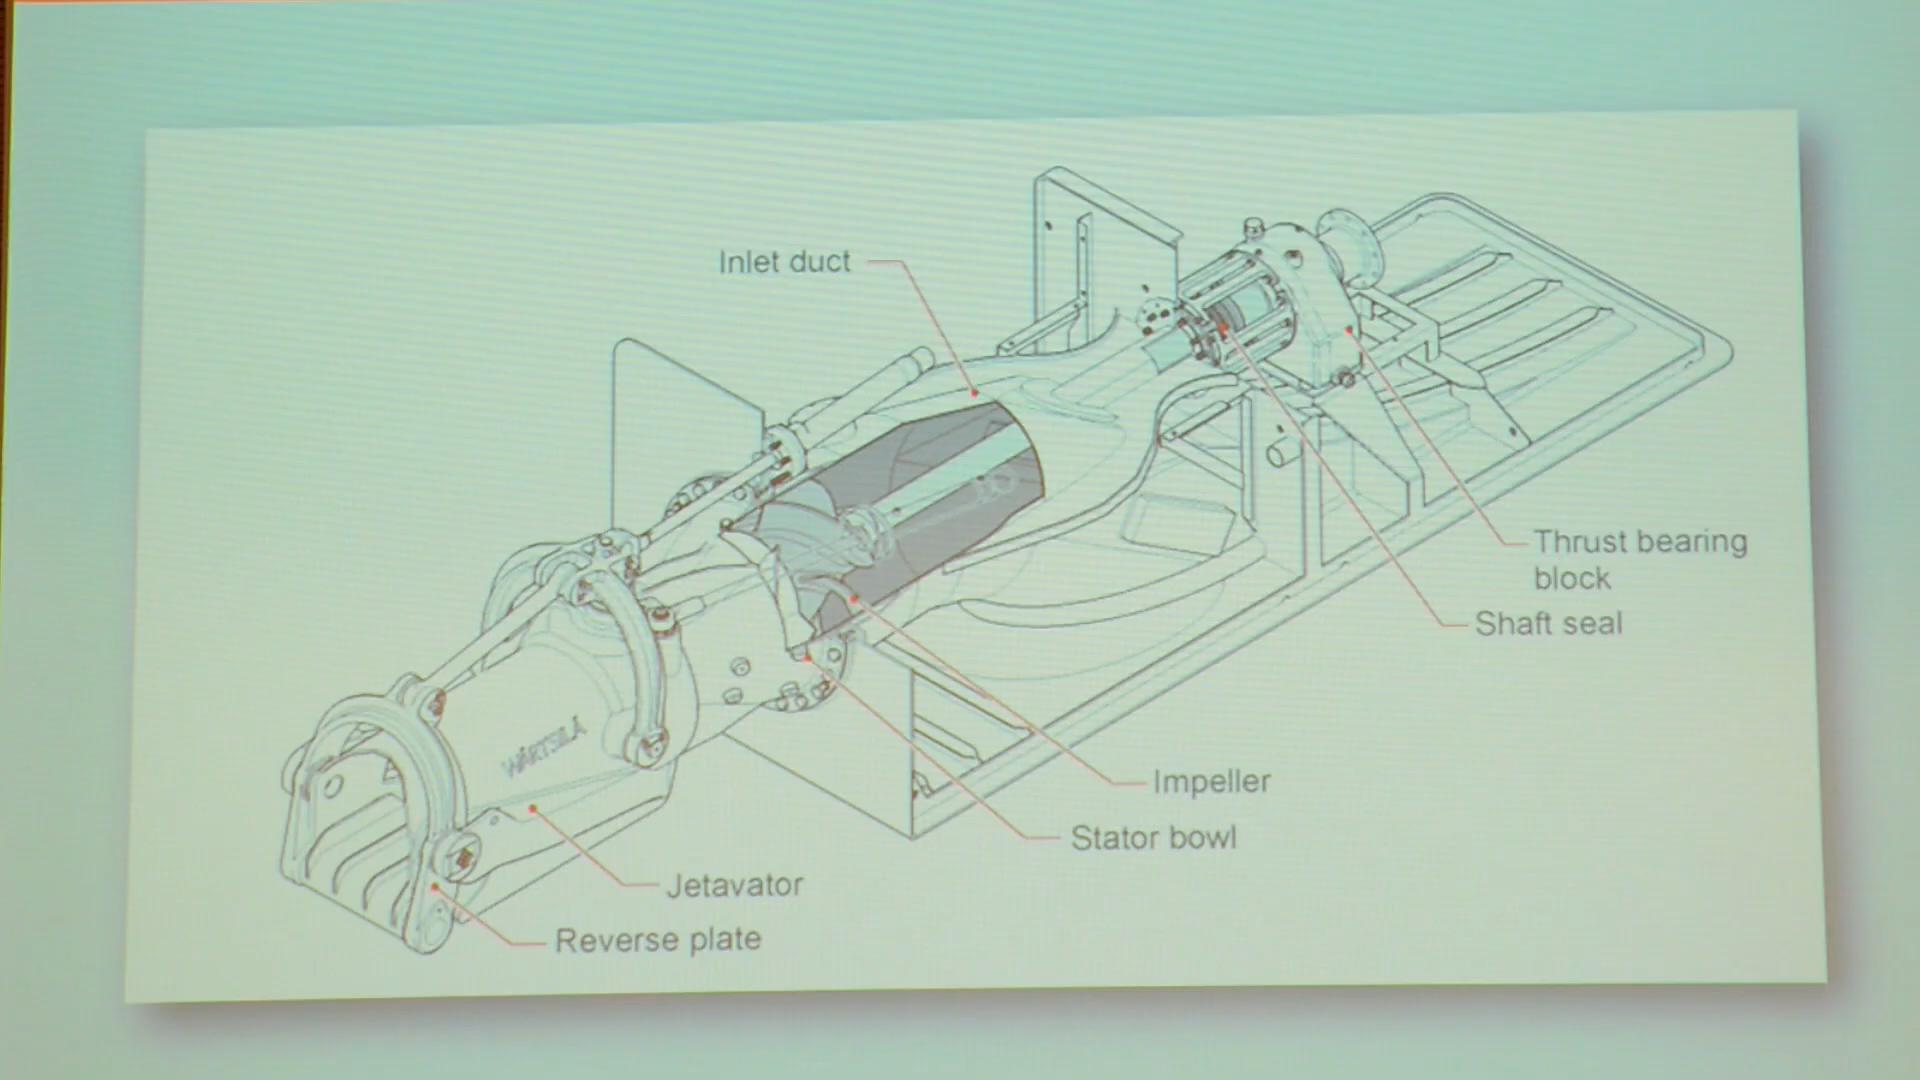 Inlet duct
Thrust bearing
block
Shaft seal
WÄRTSILÄ
Impeller
Stator bowl
Jetavator
Reverse plate